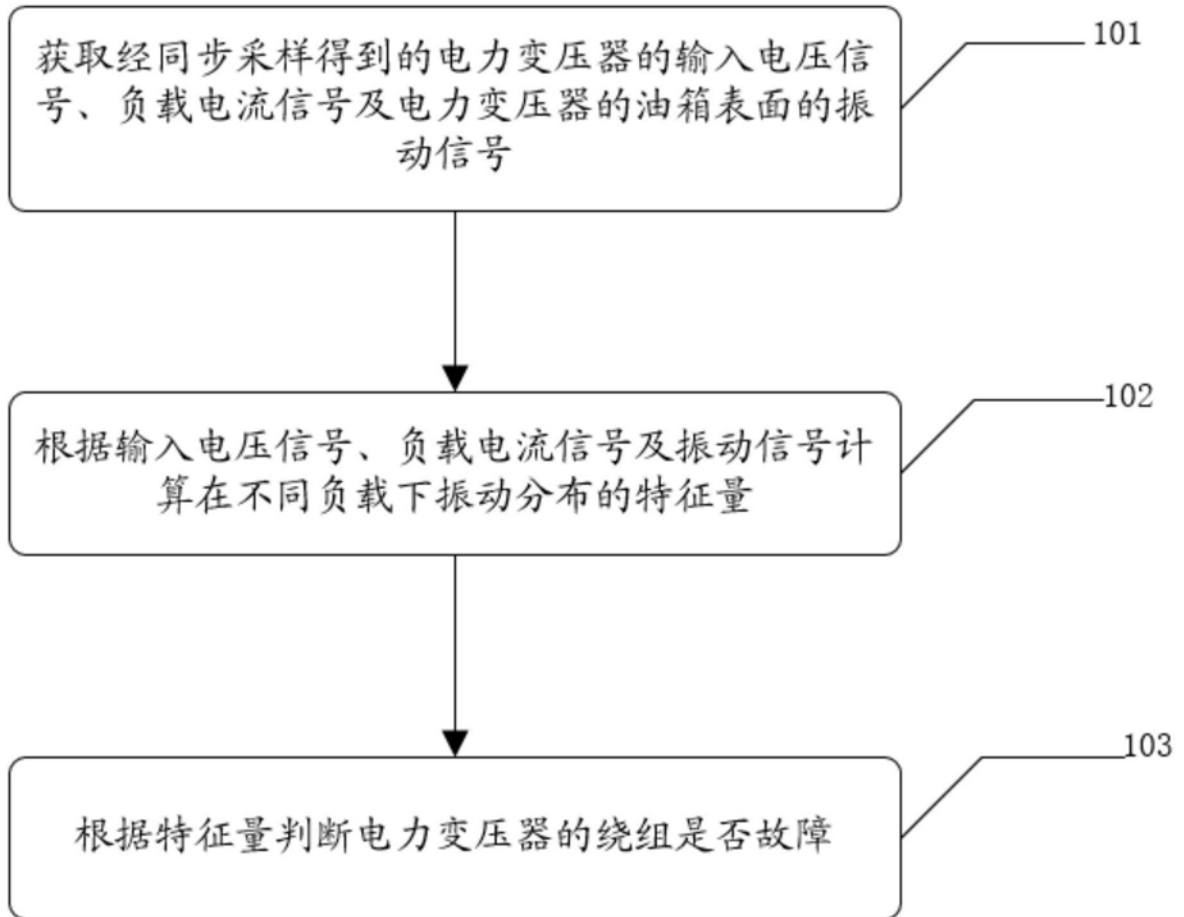 获取经同步采样得到的电力变压器的输入电压信
号、负载电流信号及电力变压器的油箱表面的振
动信号
101
根据输入电压信号、负载电流信号及振动信号计
算在不同负载下振动分布的特征量
102
根据特征量判断电力变压器的绕组是否故障
103